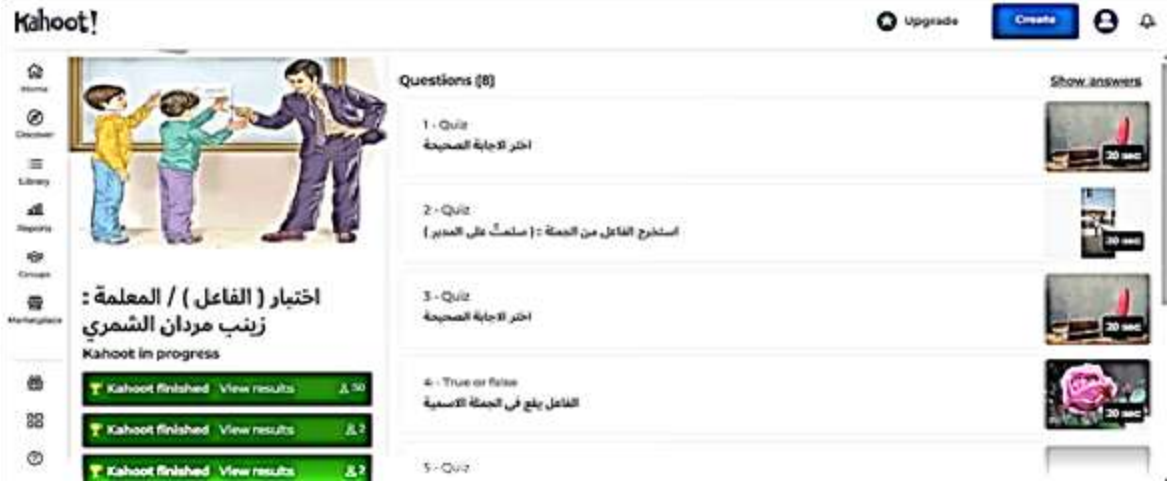 Kahoot!
Upgrade
Create
Home
Discover
Library
Reports
Groups
Marketplace
اختبار ( الفاعل ) / المعلمة :
زينب مردان الشمري
Kahoot in progress
Kahoot finished View results 50
Kahoot finished View results 2
Kahoot finished View results 2
Questions (8)
Show answers
1 - Quiz
اختر الاجابة الصحيحة
20 sec
2 - Quiz
استخرج الفاعل من الجملة : ( سلمتُ على المدير )
20 sec
3 - Quiz
اختر الاجابة الصحيحة
20 sec
4 - True or false
الفاعل يقع في الجملة الاسمية
20 sec
5 - Quiz